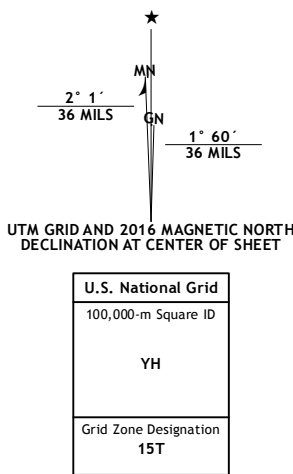 ★
MN
GN
2° 1´
36 MILS
1° 60´
36 MILS
UTM GRID AND 2016 MAGNETIC NORTH
DECLINATION AT CENTER OF SHEET
U.S. National Grid
100,000-m Square ID
YH
Grid Zone Designation
15T